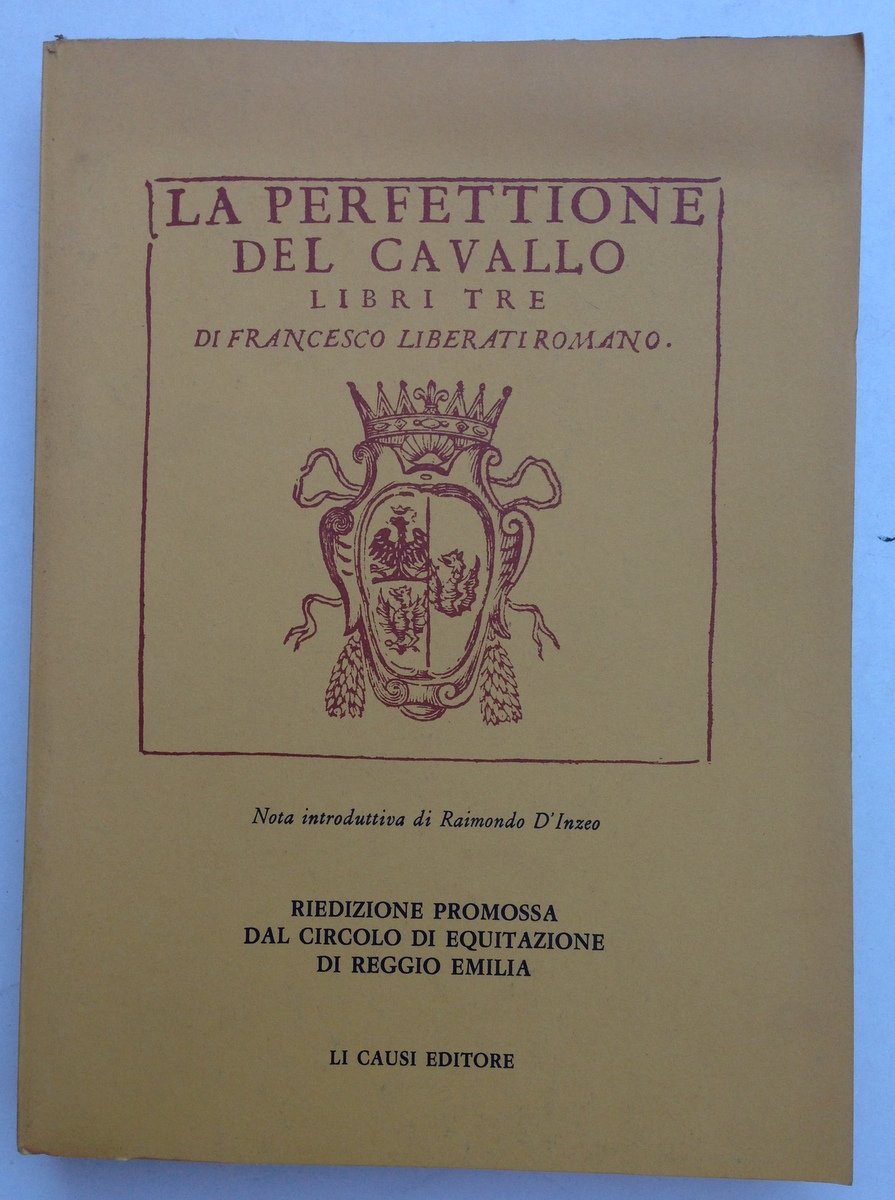 LA PERFETTIONE
DEL CAVALLO
LIBRI TRE
DI FRANCESCO LIBERATI ROMANO.
Nota introduttiva di Raimondo D'Inzeo
RIEDIZIONE PROMOSSA
DAL CIRCOLO DI EQUITAZIONE
DI REGGIO EMILIA
LI CAUSI EDITORE